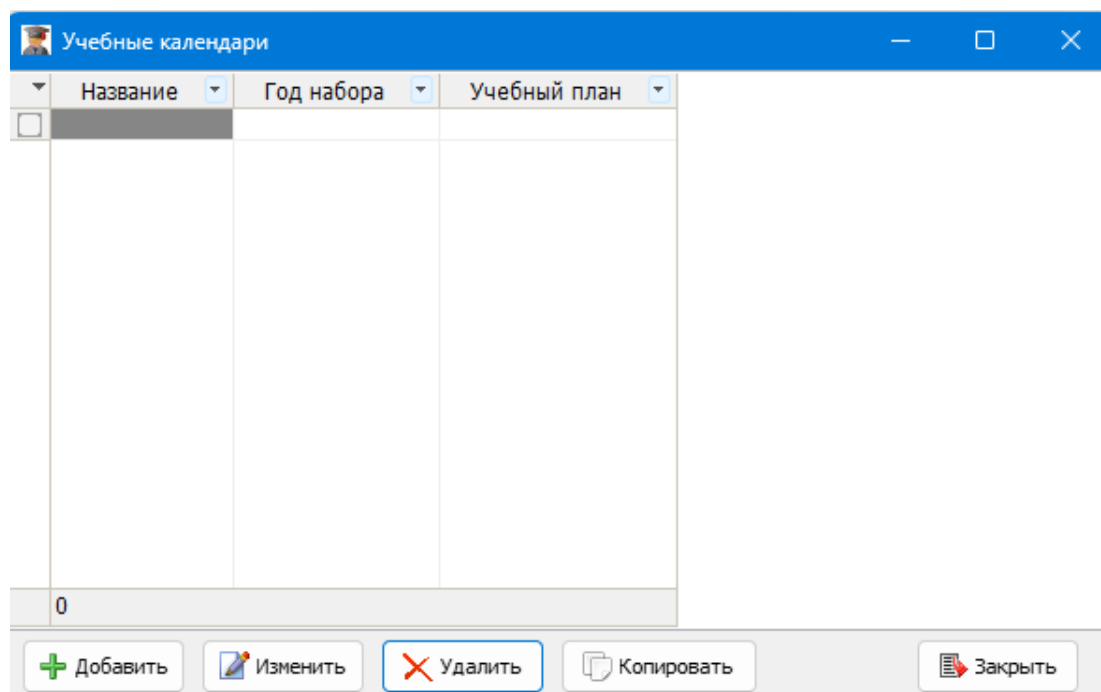 Учебные календари
Название Год набора Учебный план
0
Добавить Изменить Удалить Копировать Закрыть